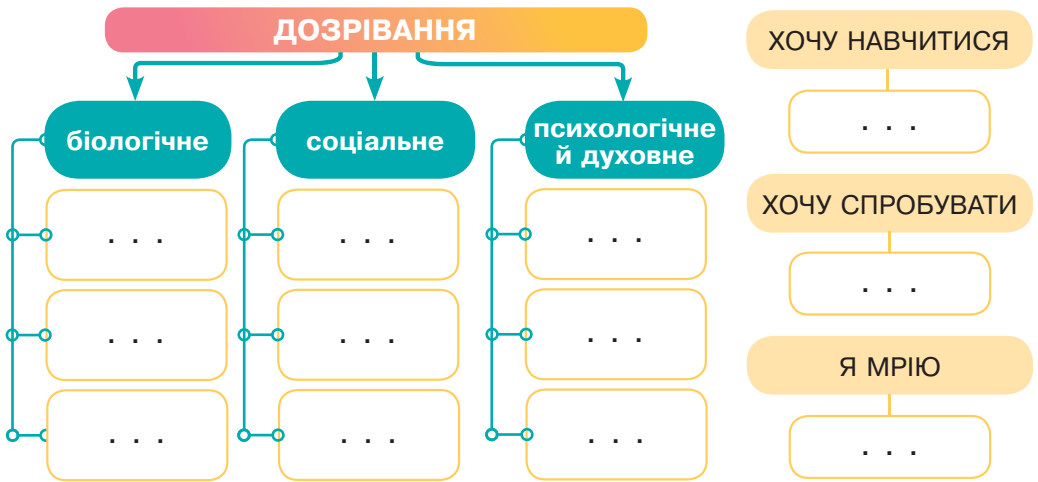 ДОЗРІВАННЯ
біологічне
соціальне
психологічне
й духовне
. . .
. . .
. . .
. . .
. . .
. . .
. . .
. . .
. . .
ХОЧУ НАВЧИТИСЯ
. . .
ХОЧУ СПРОБУВАТИ
. . .
Я МРІЮ
. . .